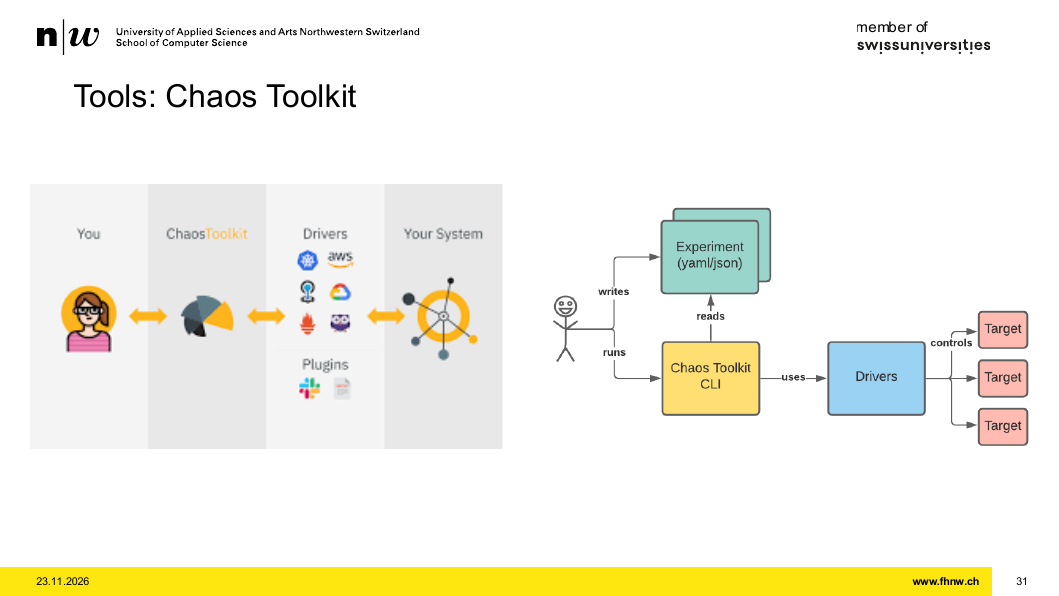 n|w University of Applied Sciences and Arts Northwestern Switzerland
School of Computer Science
member of
swissuniversities
Tools: Chaos Toolkit
You
ChaosToolkit
Drivers
Your System
aws
Plugins
Experiment
(yaml/json)
writes
reads
runs
Chaos Toolkit
CLI
uses
Drivers
controls
Target
Target
Target
23.11.2026
www.fhnw.ch
31